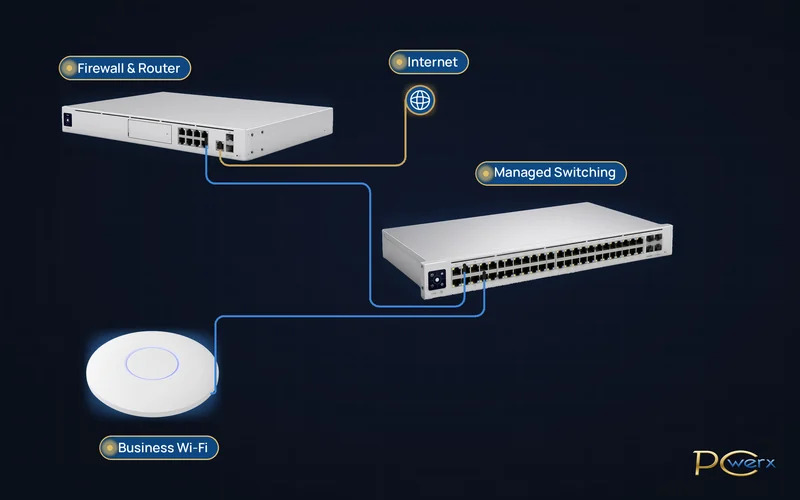 Firewall & Router
Internet
Managed Switching
Business Wi-Fi
PCwerx